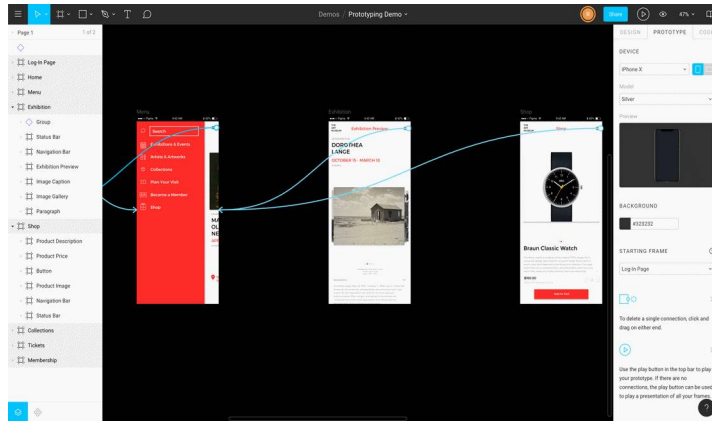 Demos / Prototyping Demo
Share
47%
Page 1
1 of 2
Log-In Page
Home
Menu
Exhibition
Group
Status Bar
Navigation Bar
Exhibition Preview
Image Caption
Image Gallery
Paragraph
Shop
Product Description
Product Price
Button
Product Image
Navigation Bar
Status Bar
Collections
Tickets
Membership
Menu
Search
Exhibitions & Events
Artists & Artworks
Collections
Plan Your Visit
Become a Member
Shop
Exhibition
Exhibition Preview
DOROTHEA
LANGE
OCTOBER 15 - MARCH 10
Shop
Shop
Braun Classic Watch
DESIGN
PROTOTYPE
CODE
DEVICE
iPhone X
Model
Silver
Preview
BACKGROUND
#323232
STARTING FRAME
Log-In Page
To delete a single connection, click and
drag on either end.
Use the play button in the top bar to play
your prototype. If there are no
connections, the play button can be used
to play a presentation of all your frames.
?